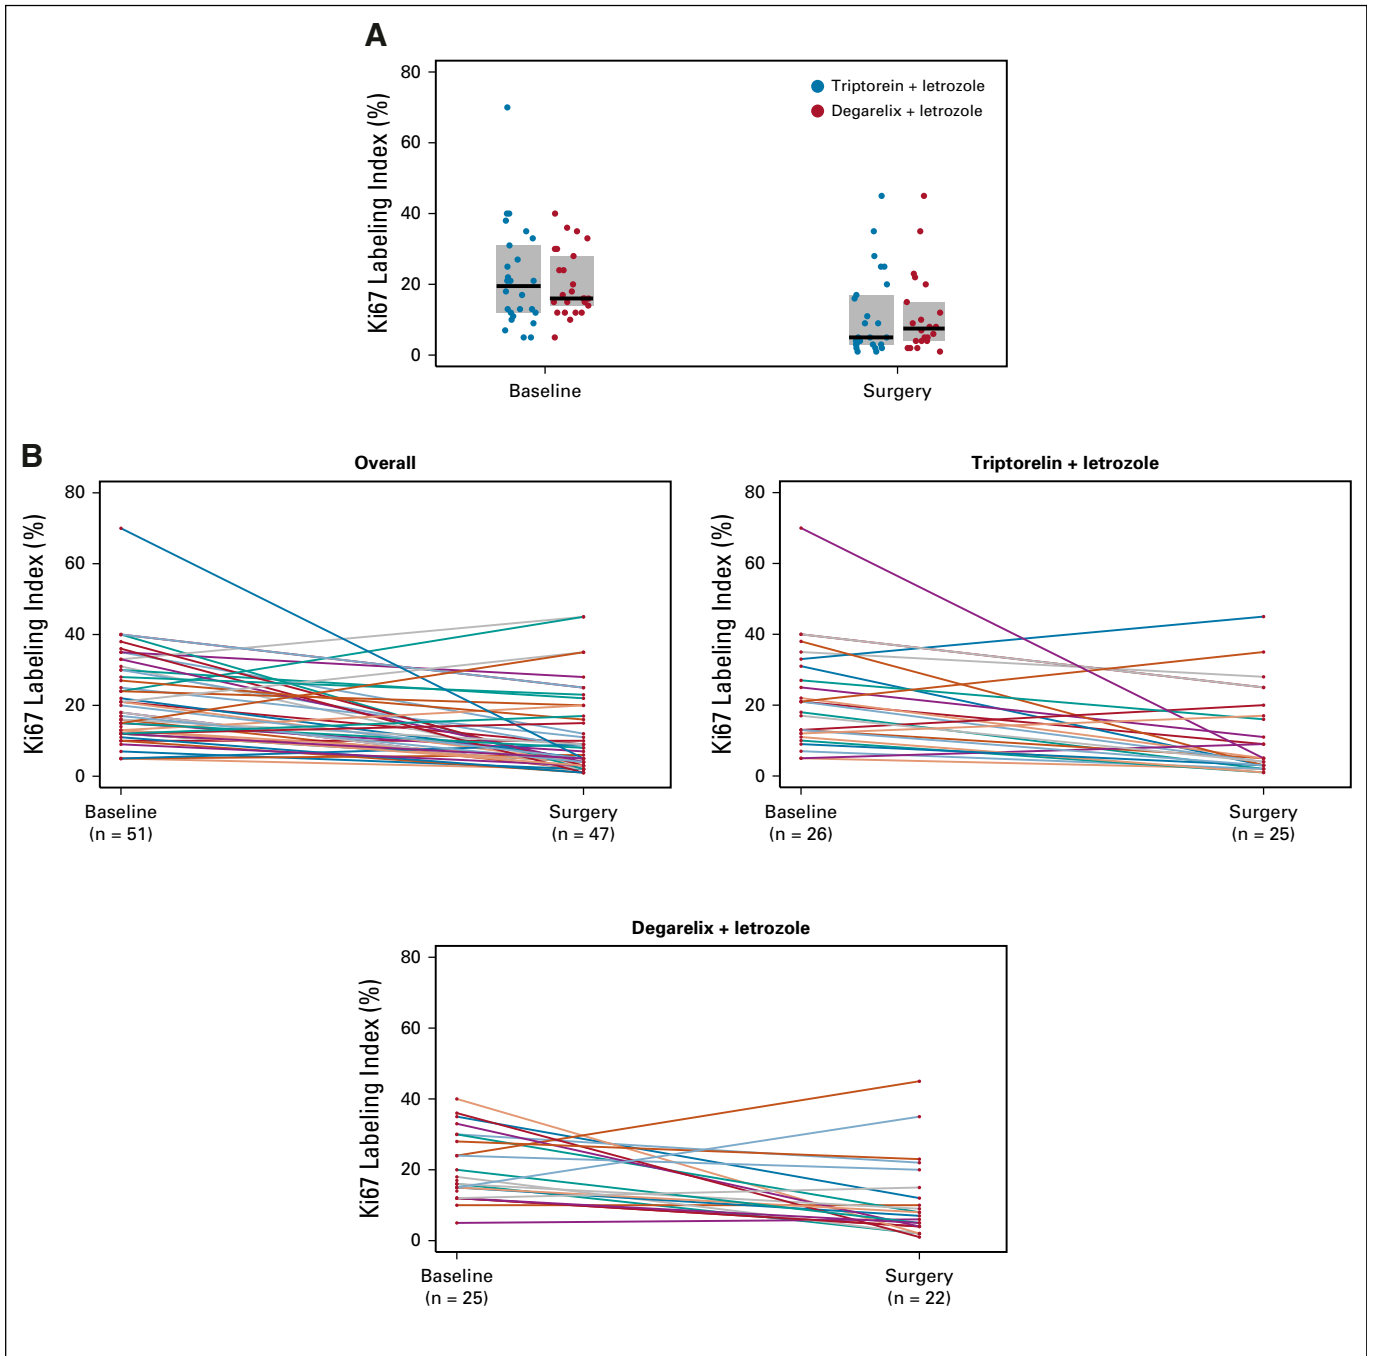 A
Ki67 Labeling Index (%)
80
60
40
20
0
Triptorein + letrozole
Degarelix + letrozole
Baseline
Surgery
B
Overall
Ki67 Labeling Index (%)
80
60
40
20
0
Baseline
(n = 51)
Surgery
(n = 47)
Triptorelin + letrozole
Ki67 Labeling Index (%)
80
60
40
20
0
Baseline
(n = 26)
Surgery
(n = 25)
Degarelix + letrozole
Ki67 Labeling Index (%)
80
60
40
20
0
Baseline
(n = 25)
Surgery
(n = 22)